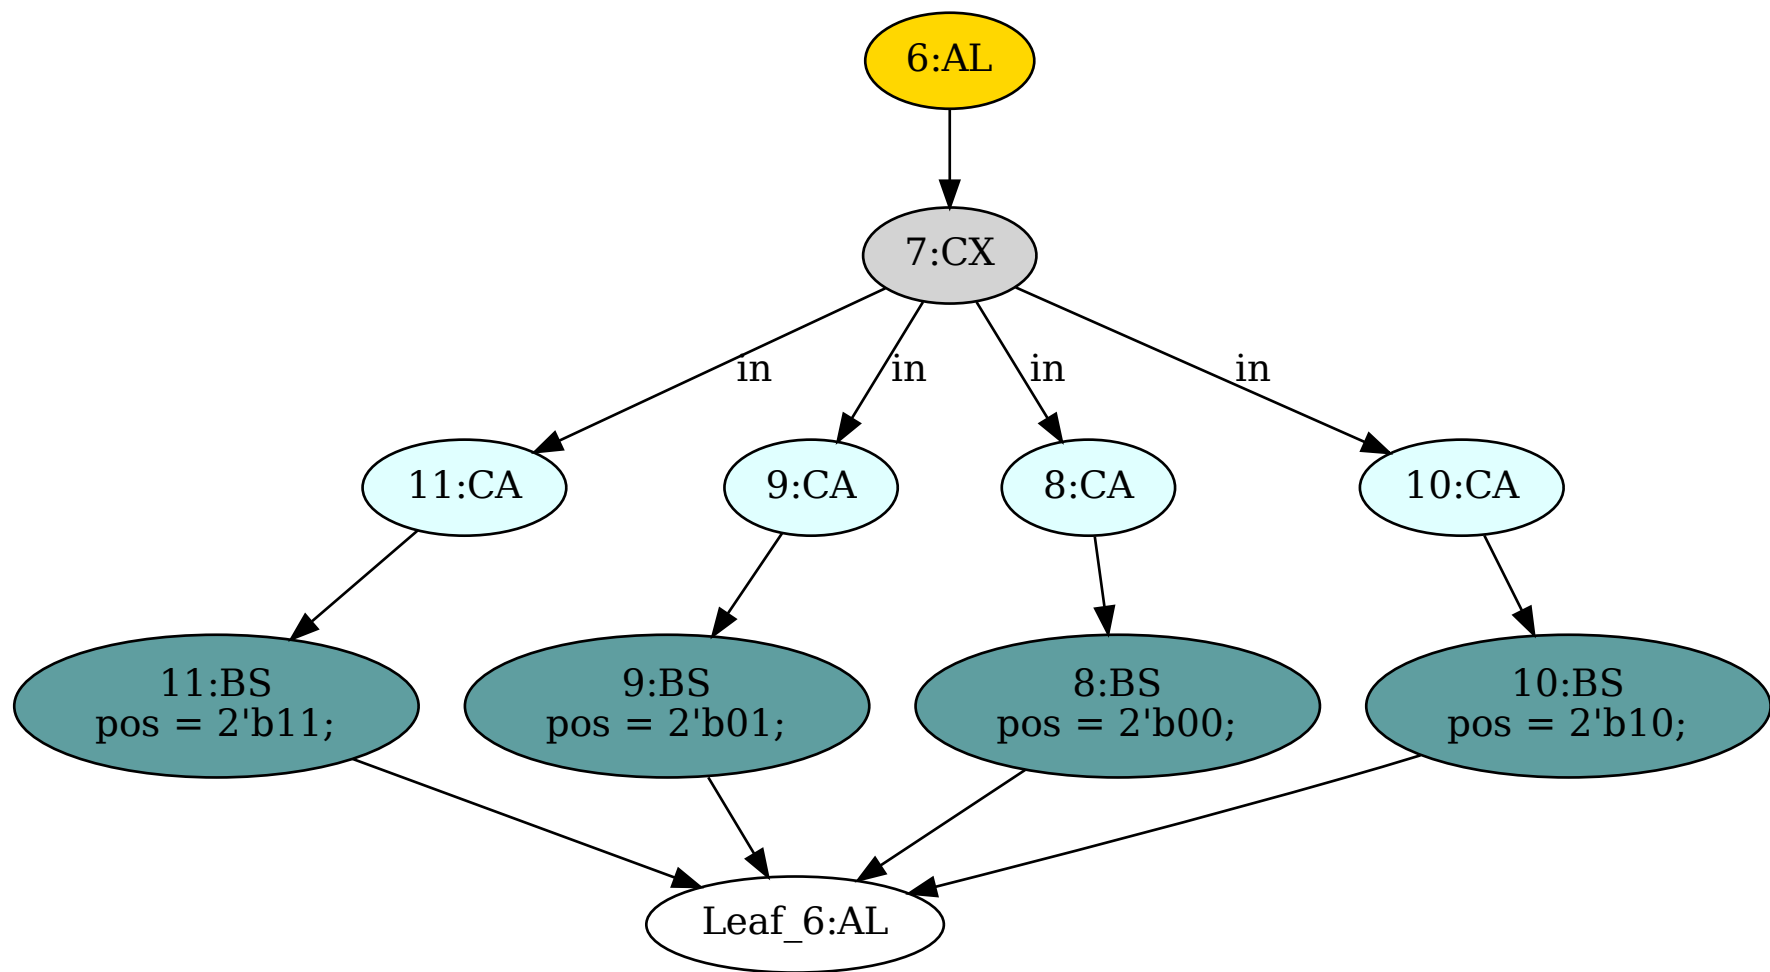 6:AL
7:CX
in
in
in
in
11:CA
9:CA
8:CA
10:CA
11:BS
pos = 2'b11;
9:BS
pos = 2'b01;
8:BS
pos = 2'b00;
10:BS
pos = 2'b10;
Leaf_6:AL